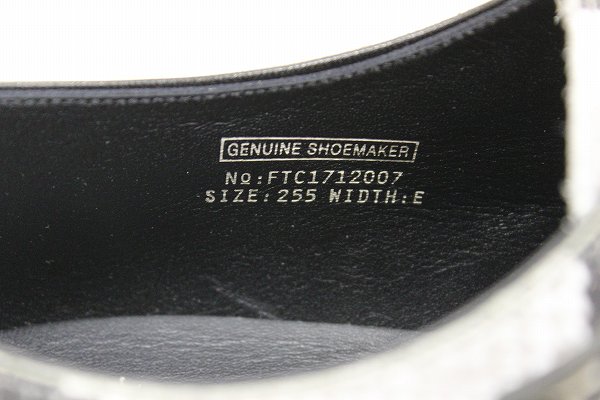 GENUINE SHOEMAKER
No:FTC1712007
SIZE:255 WIDTH:E